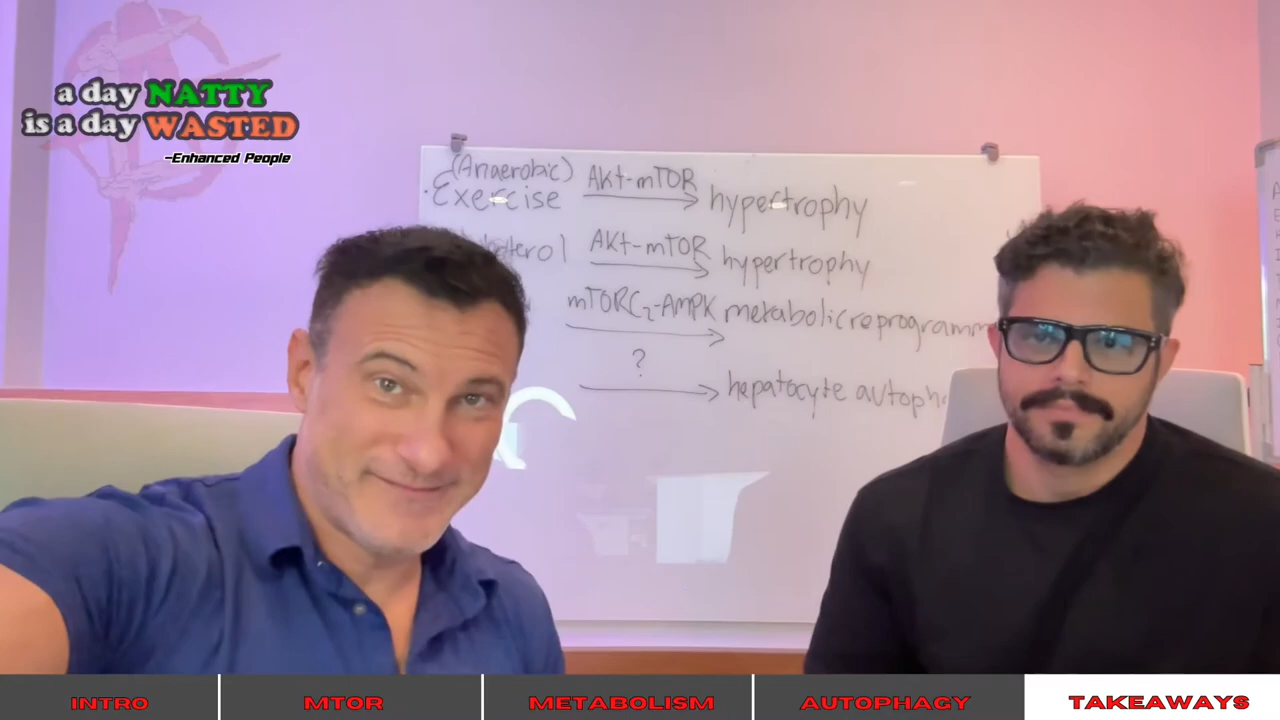 a day NATTY
is a day WASTED
-Enhanced People
(Anaerobic)
Exercise AKt-mTOR hypertrophy
AKt-mTOR hypertrophy
mTORC2-AMPK metabolic reprogramm
?
hepatocyte autopha
INTRO MTOR METABOLISM AUTOPHAGY TAKEAWAYS